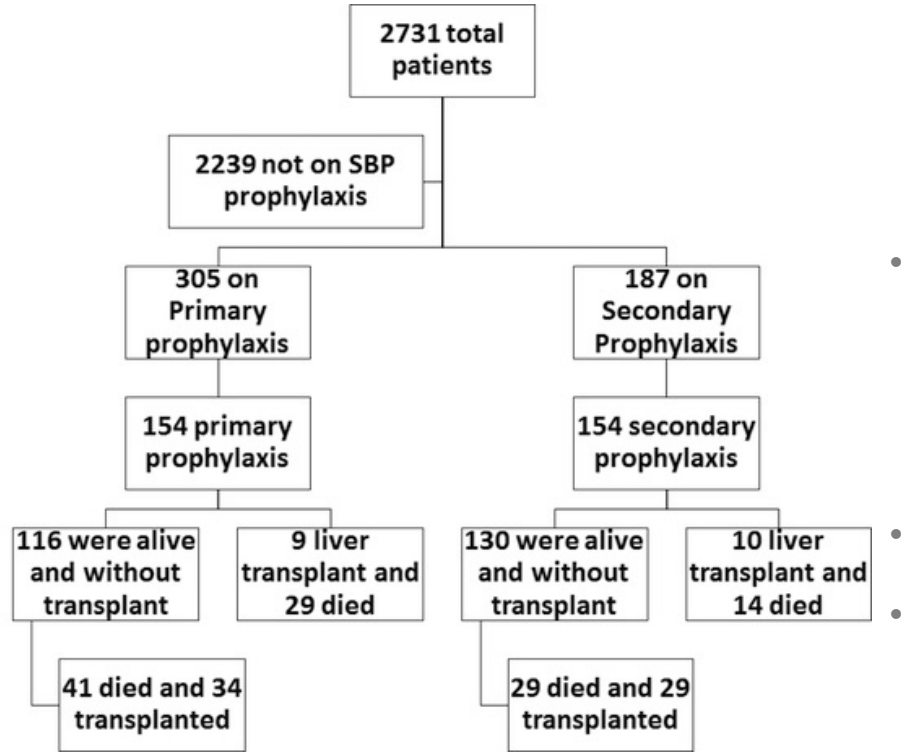 2731 total
patients
2239 not on SBP
prophylaxis
305 on
Primary
prophylaxis
187 on
Secondary
Prophylaxis
154 primary
prophylaxis
154 secondary
prophylaxis
116 were alive
and without
transplant
9 liver
transplant and
29 died
130 were alive
and without
transplant
10 liver
transplant and
14 died
41 died and 34
transplanted
29 died and 29
transplanted